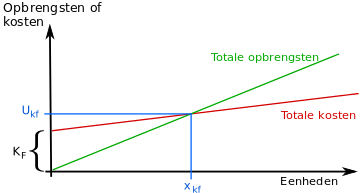 Opbrengsten of
kosten
Totale opbrengsten
Ukf
Totale kosten
KF
Eenheden
xkf